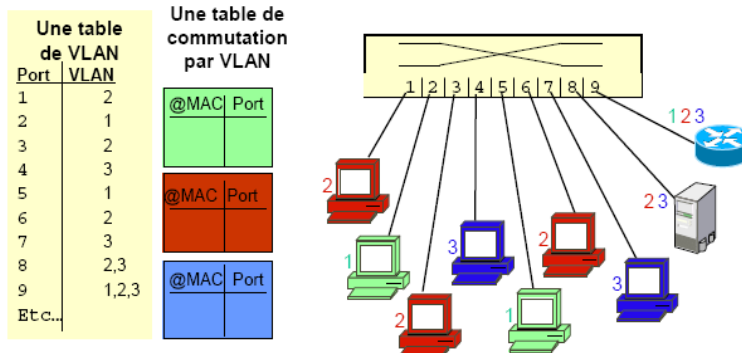 Une table
de VLAN
Port VLAN
1 2
2 1
3 2
4 3
5 1
6 2
7 3
8 2,3
9 1,2,3
Etc…
Une table de
commutation
par VLAN
@MAC Port
@MAC Port
@MAC Port
1 2 3 4 5 6 7 8 9
1 2 3
2 3
2
1
2
3
1
2
3